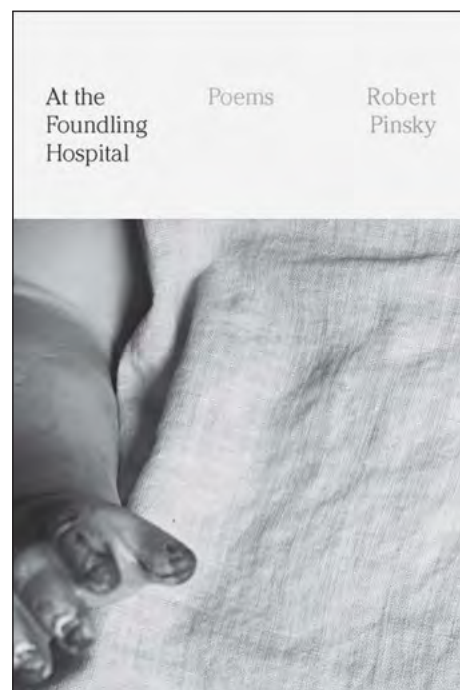 At the
Foundling
Hospital
Poems
Robert
Pinsky